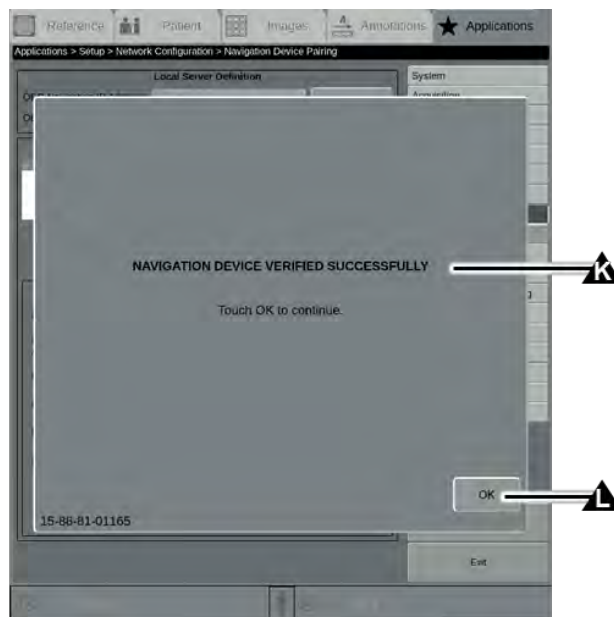 Reference Patient Images Annotations Applications
Applications > Setup > Network Configuration > Navigation Device Pairing
Local Server Definition
System
Acquisition
NAVIGATION DEVICE VERIFIED SUCCESSFULLY
K
Touch OK to continue.
OK
L
15-88-81-01165
Exit